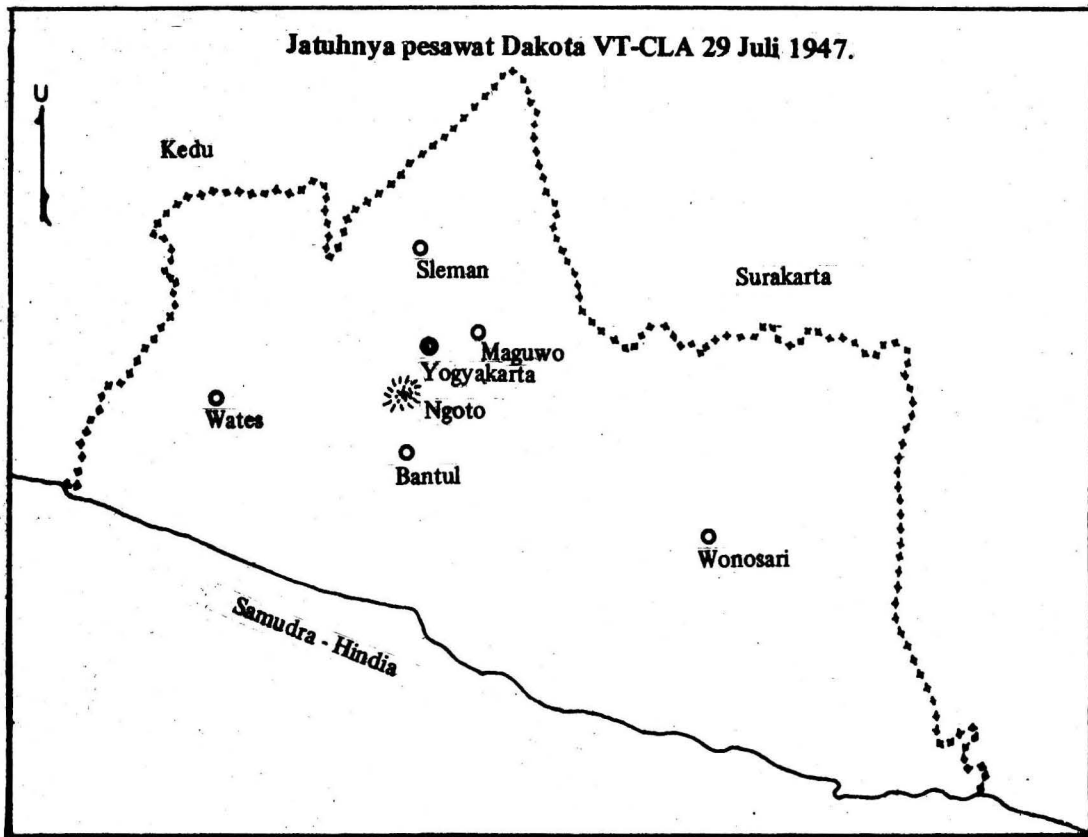 Jatuhnya pesawat Dakota VT-CLA 29 Juli 1947.
U
Kedu
Sleman
Surakarta
Maguwo
Yogyakarta
Ngoto
Wates
Bantul
Wonosari
Samudra - Hindia